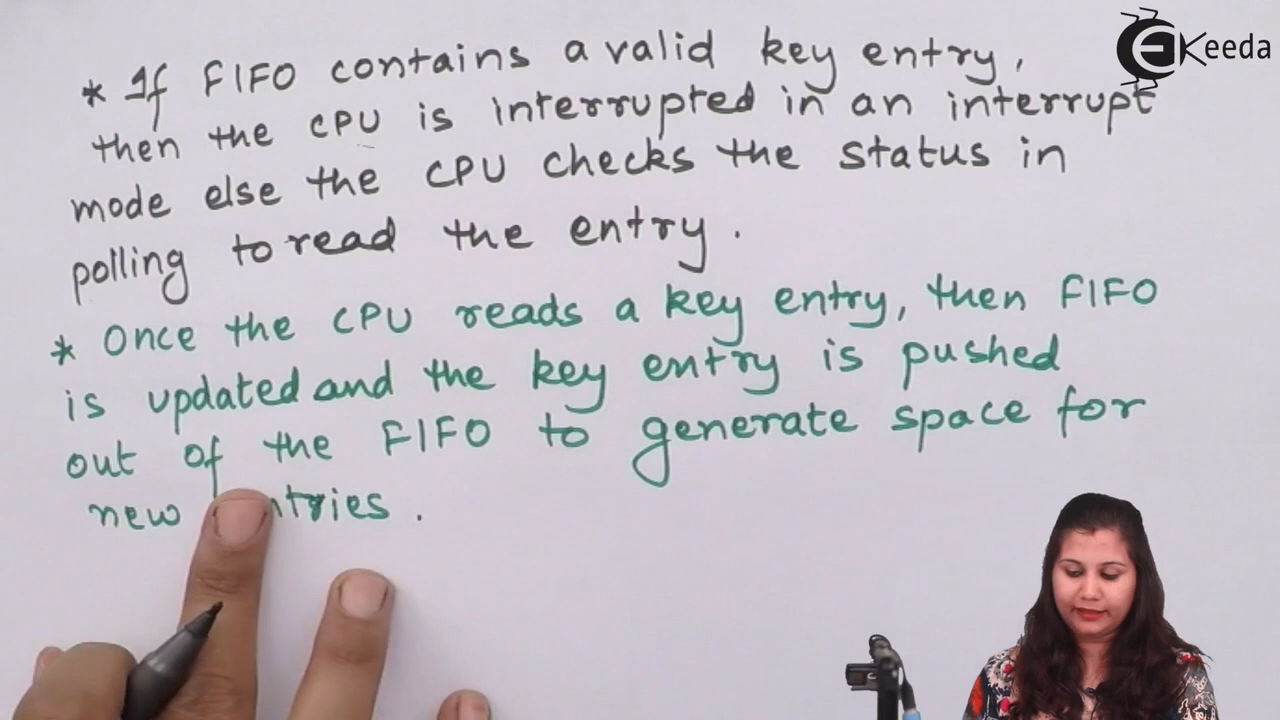 * If FIFO contains a valid key entry,
then the CPU is interrupted in an interrupt
mode else the CPU checks the status in
polling to read the entry.
* Once the CPU reads a key entry, then FIFO
is updated and the key entry is pushed
out of the FIFO to generate space for
new entries.
Keeda